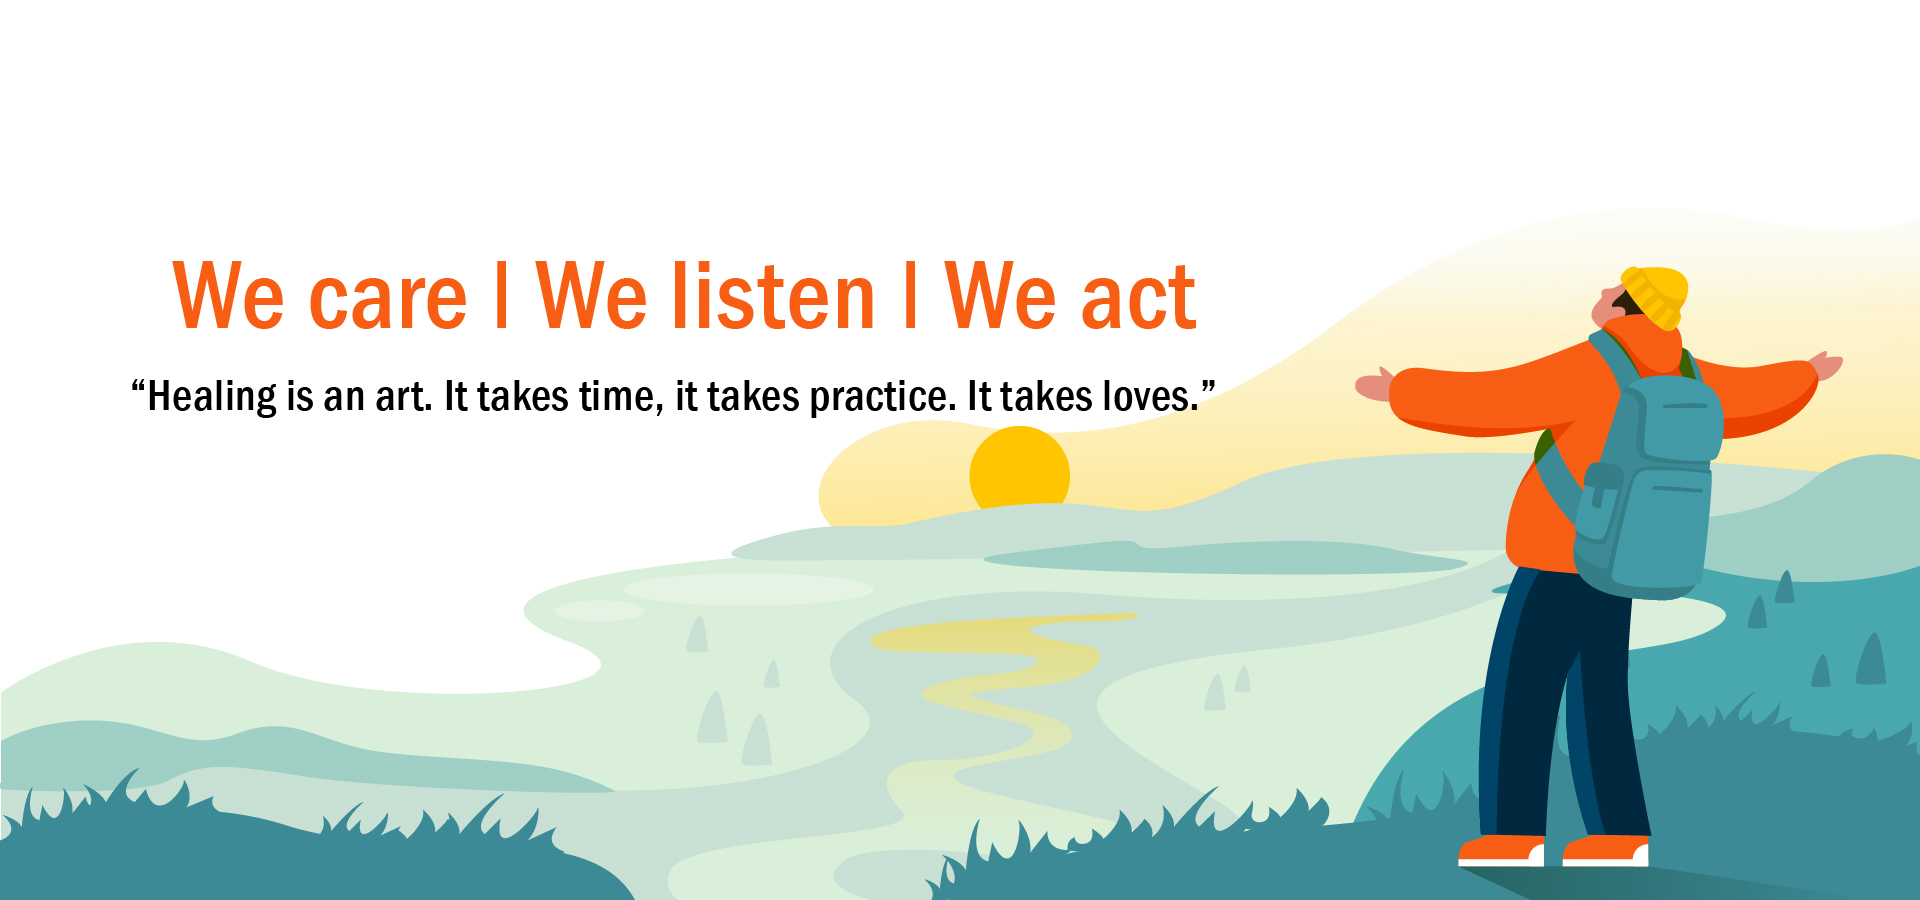 We care | We listen | We act
“Healing is an art. It takes time, it takes practice. It takes loves.”